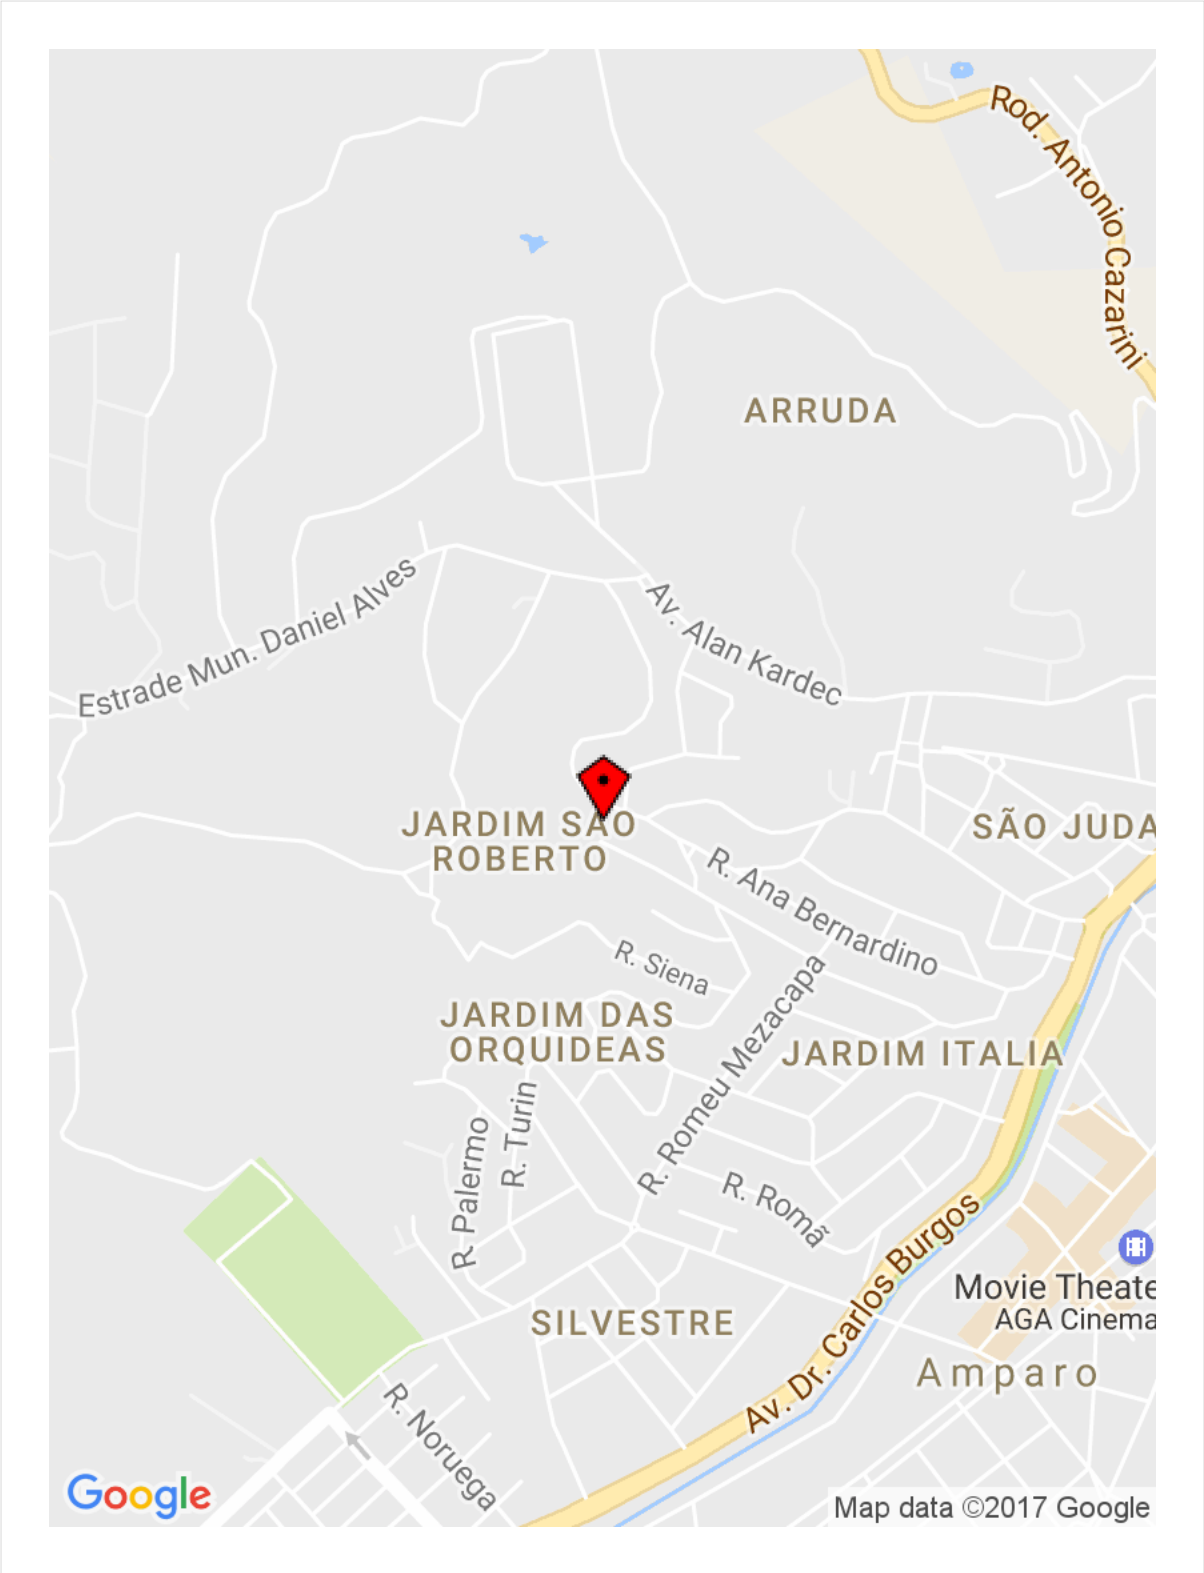 Rod. Antonio Cazarini
ARRUDA
Estrade Mun. Daniel Alves
Av. Alan Kardec
JARDIM SÃO
ROBERTO
SÃO JUDA
R. Ana Bernardino
R. Siena
R. Romeu Mezacapa
JARDIM DAS
ORQUIDEAS
JARDIM ITALIA
R. Turin
R. Palermo
R. Romã
Av. Dr. Carlos Burgos
Movie Theate
AGA Cinema
SILVESTRE
Amparo
R. Noruega
Google
Map data ©2017 Google